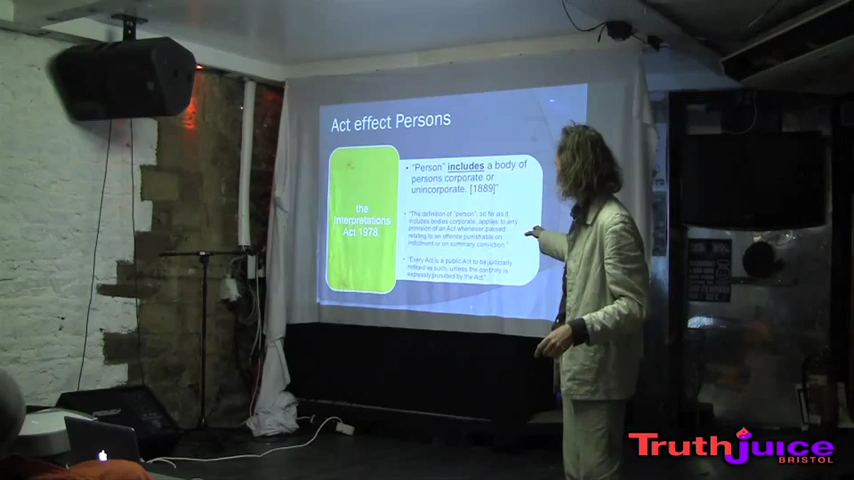 Act effect Persons
the
Interpretations
Act 1978
• "Person" includes a body of
persons corporate or
unincorporate. [1889]"
• "The definition of "person", so far as it
includes bodies corporate, applies to any
provision of an Act whenever passed
relating to an offence punishable on
indictment or on summary conviction."
• "Every Act is a public Act to be judicially
noticed as such, unless the contrary is
expressly provided by the Act."
Truthjuice
BRISTOL